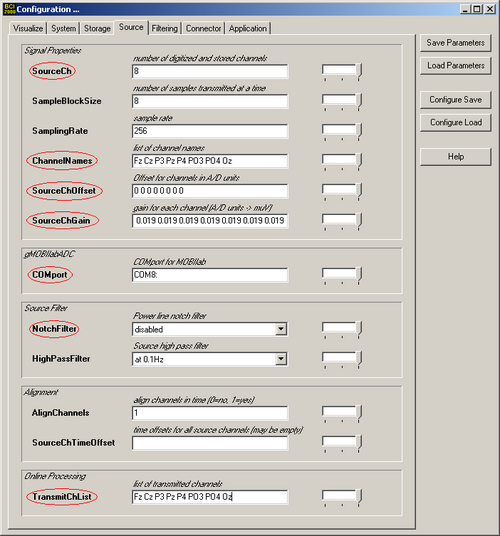 BCI 2000 Configuration ...
Visualize System Storage Source Filtering Connector Application
Signal Properties
number of digitized and stored channels
SourceCh 8
number of samples transmitted at a time
SampleBlockSize 8
sample rate
SamplingRate 256
list of channel names
ChannelNames Fz Cz P3 Pz P4 PO3 PO4 Oz
Offset for channels in A/D units
SourceChOffset 0 0 0 0 0 0 0 0
gain for each channel (A/D units -> muV)
SourceChGain 0.019 0.019 0.019 0.019 0.019 0.019 0.019
gMOBIlabADC
COMport for MOBIlab
COMport COM8:
Source Filter
Power line notch filter
NotchFilter disabled
Source high pass filter
HighPassFilter at 0.1Hz
Alignment
align channels in time (0=no, 1=yes)
AlignChannels 1
time offsets for all source channels (may be empty)
SourceChTimeOffset
Online Processing
list of transmitted channels
TransmitChList Fz Cz P3 Pz P4 PO3 PO4 Oz
Save Parameters
Load Parameters
Configure Save
Configure Load
Help